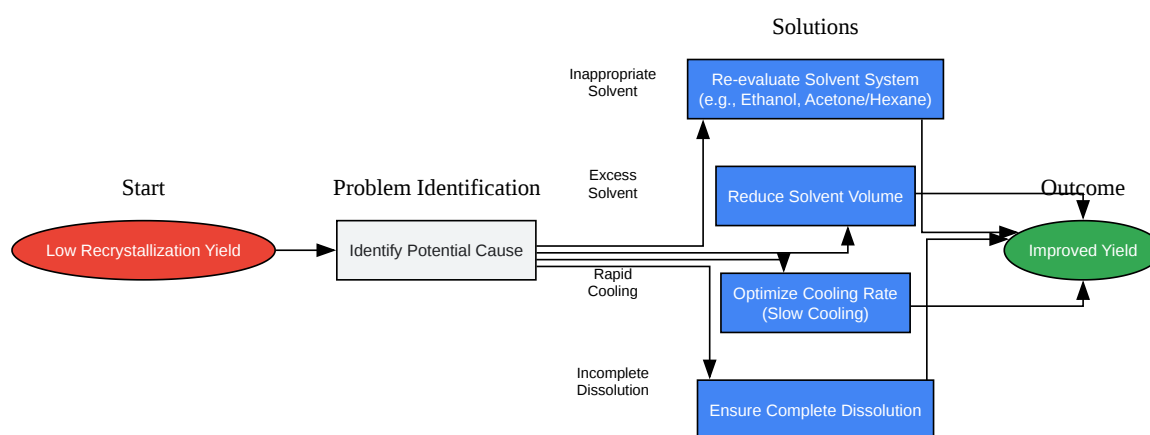 Solutions
Inappropriate
Solvent
Re-evaluate Solvent System
(e.g., Ethanol, Acetone/Hexane)
Start
Problem Identification
Excess
Solvent
Reduce Solvent Volume
Outcome
Low Recrystallization Yield
Identify Potential Cause
Improved Yield
Rapid
Cooling
Optimize Cooling Rate
(Slow Cooling)
Incomplete
Dissolution
Ensure Complete Dissolution